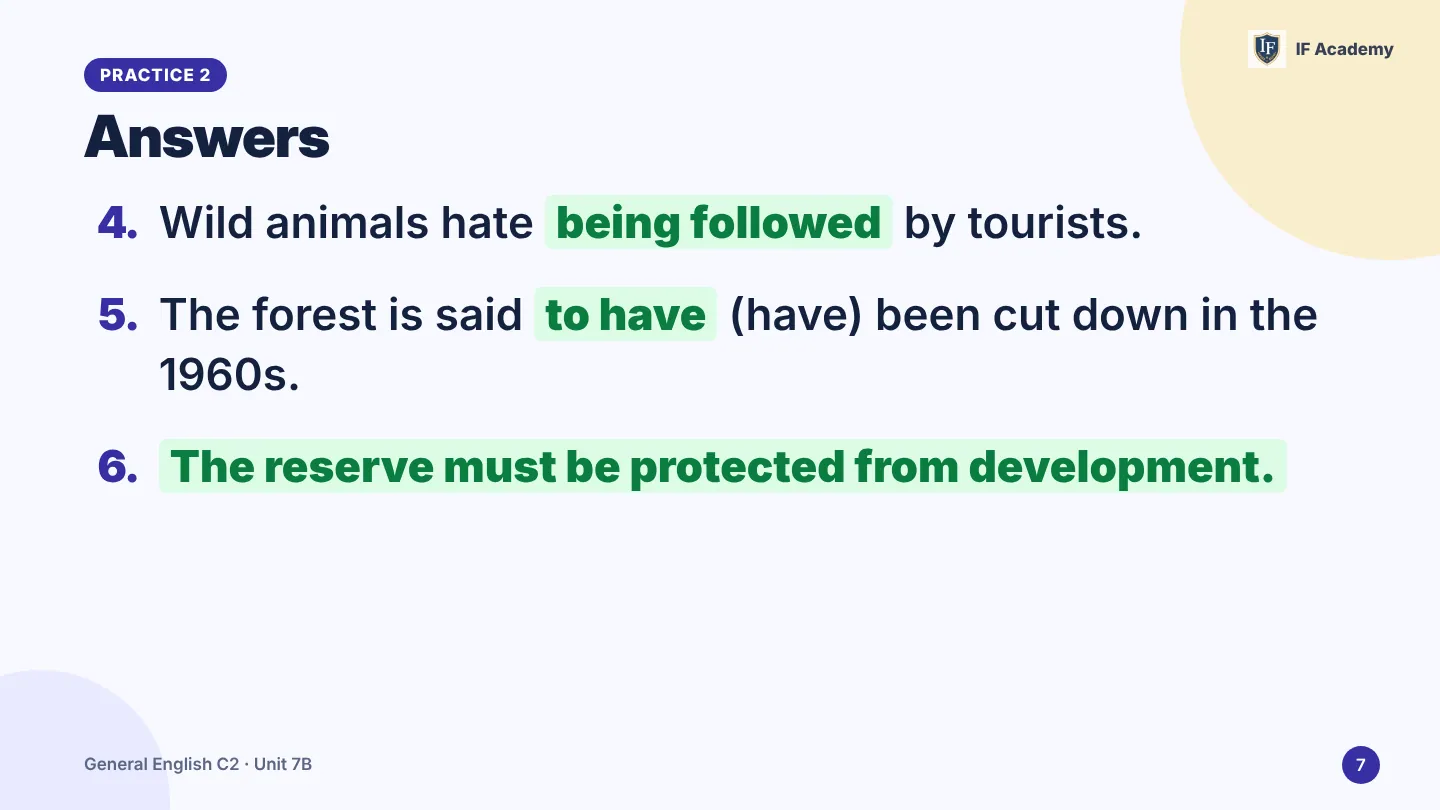 IF Academy
PRACTICE 2
Answers
4. Wild animals hate being followed by tourists.
5. The forest is said to have (have) been cut down in the
1960s.
6. The reserve must be protected from development.
General English C2 · Unit 7B
7